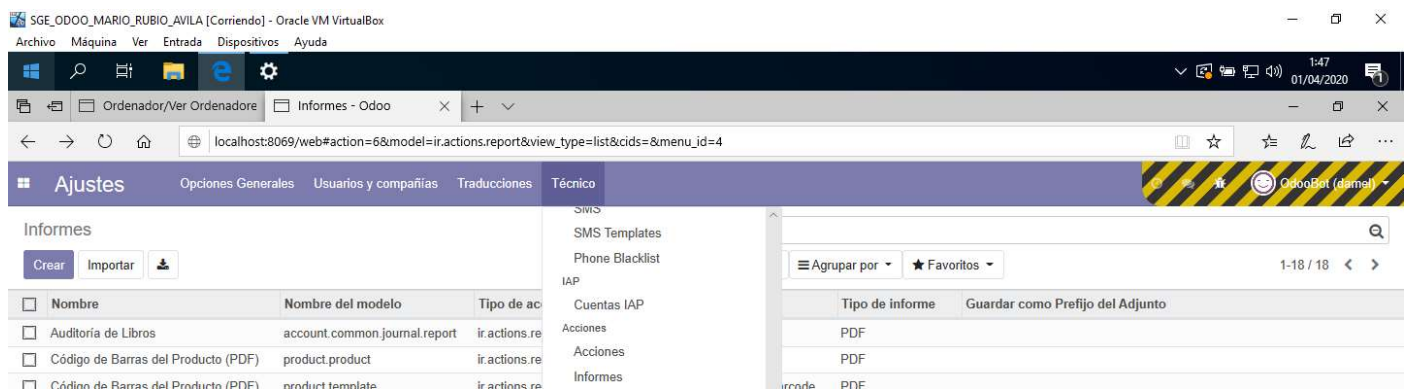 SGE_ODOO_MARIO_RUBIO_AVILA [Corriendo] - Oracle VM VirtualBox
Archivo Máquina Ver Entrada Dispositivos Ayuda
1:47
01/04/2020
1
Ordenador/Ver Ordenadore
Informes - Odoo
localhost:8069/web#action=6&model=ir.actions.report&view_type=list&cids=&menu_id=4
Ajustes Opciones Generales Usuarios y compañías Traducciones Técnico OdooBot (damel)
SMS
Informes
SMS Templates
Phone Blacklist
Crear Importar Agrupar por Favoritos 1-18 / 18
IAP
Nombre Nombre del modelo Tipo de ac Cuentas IAP Tipo de informe Guardar como Prefijo del Adjunto
Acciones
Auditoría de Libros account.common.journal.report ir.actions.re PDF
Acciones
Código de Barras del Producto (PDF) product.product ir.actions.re PDF
Informes
Código de Barras del Producto (PDF) product.template ir.actions.re rcode PDF